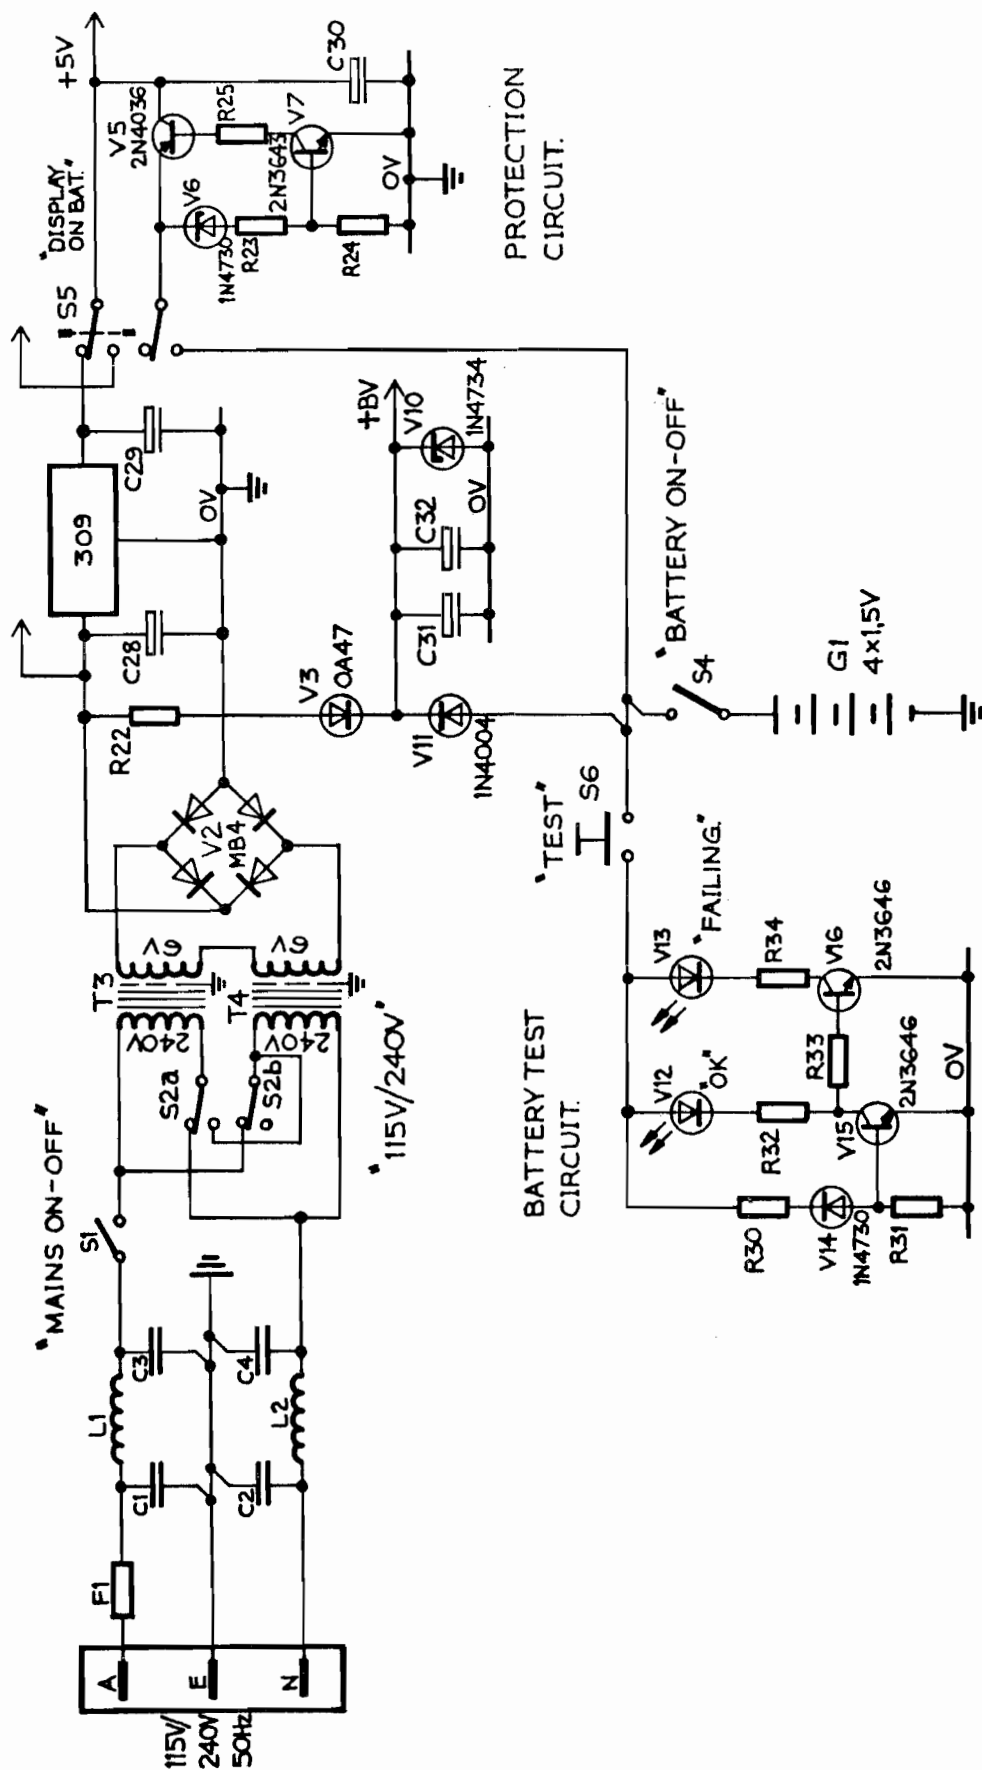 "MAINS ON-OFF"
115V/
240V
50Hz
A
E
N
F1
L1
L2
C1
C2
C3
C4
S1
S2a
S2b
"115V/240V"
T3
T4
240V
240V
6V
6V
V2
MB4
R22
C28
309
C29
0V
V3
OA47
V11
1N4004
C31
C32
0V
+BV
V10
1N4734
S5
"DISPLAY
ON BAT."
+5V
V5
2N4036
V6
1N4730
R23
R24
R25
2N3643
V7
C30
0V
PROTECTION
CIRCUIT.
"BATTERY ON-OFF"
S4
G1
4x1,5V
"TEST"
S6
BATTERY TEST
CIRCUIT.
R30
V14
1N4730
R31
V12
"OK"
R32
V15
2N3646
R33
V13
"FAILING."
R34
V16
2N3646
0V